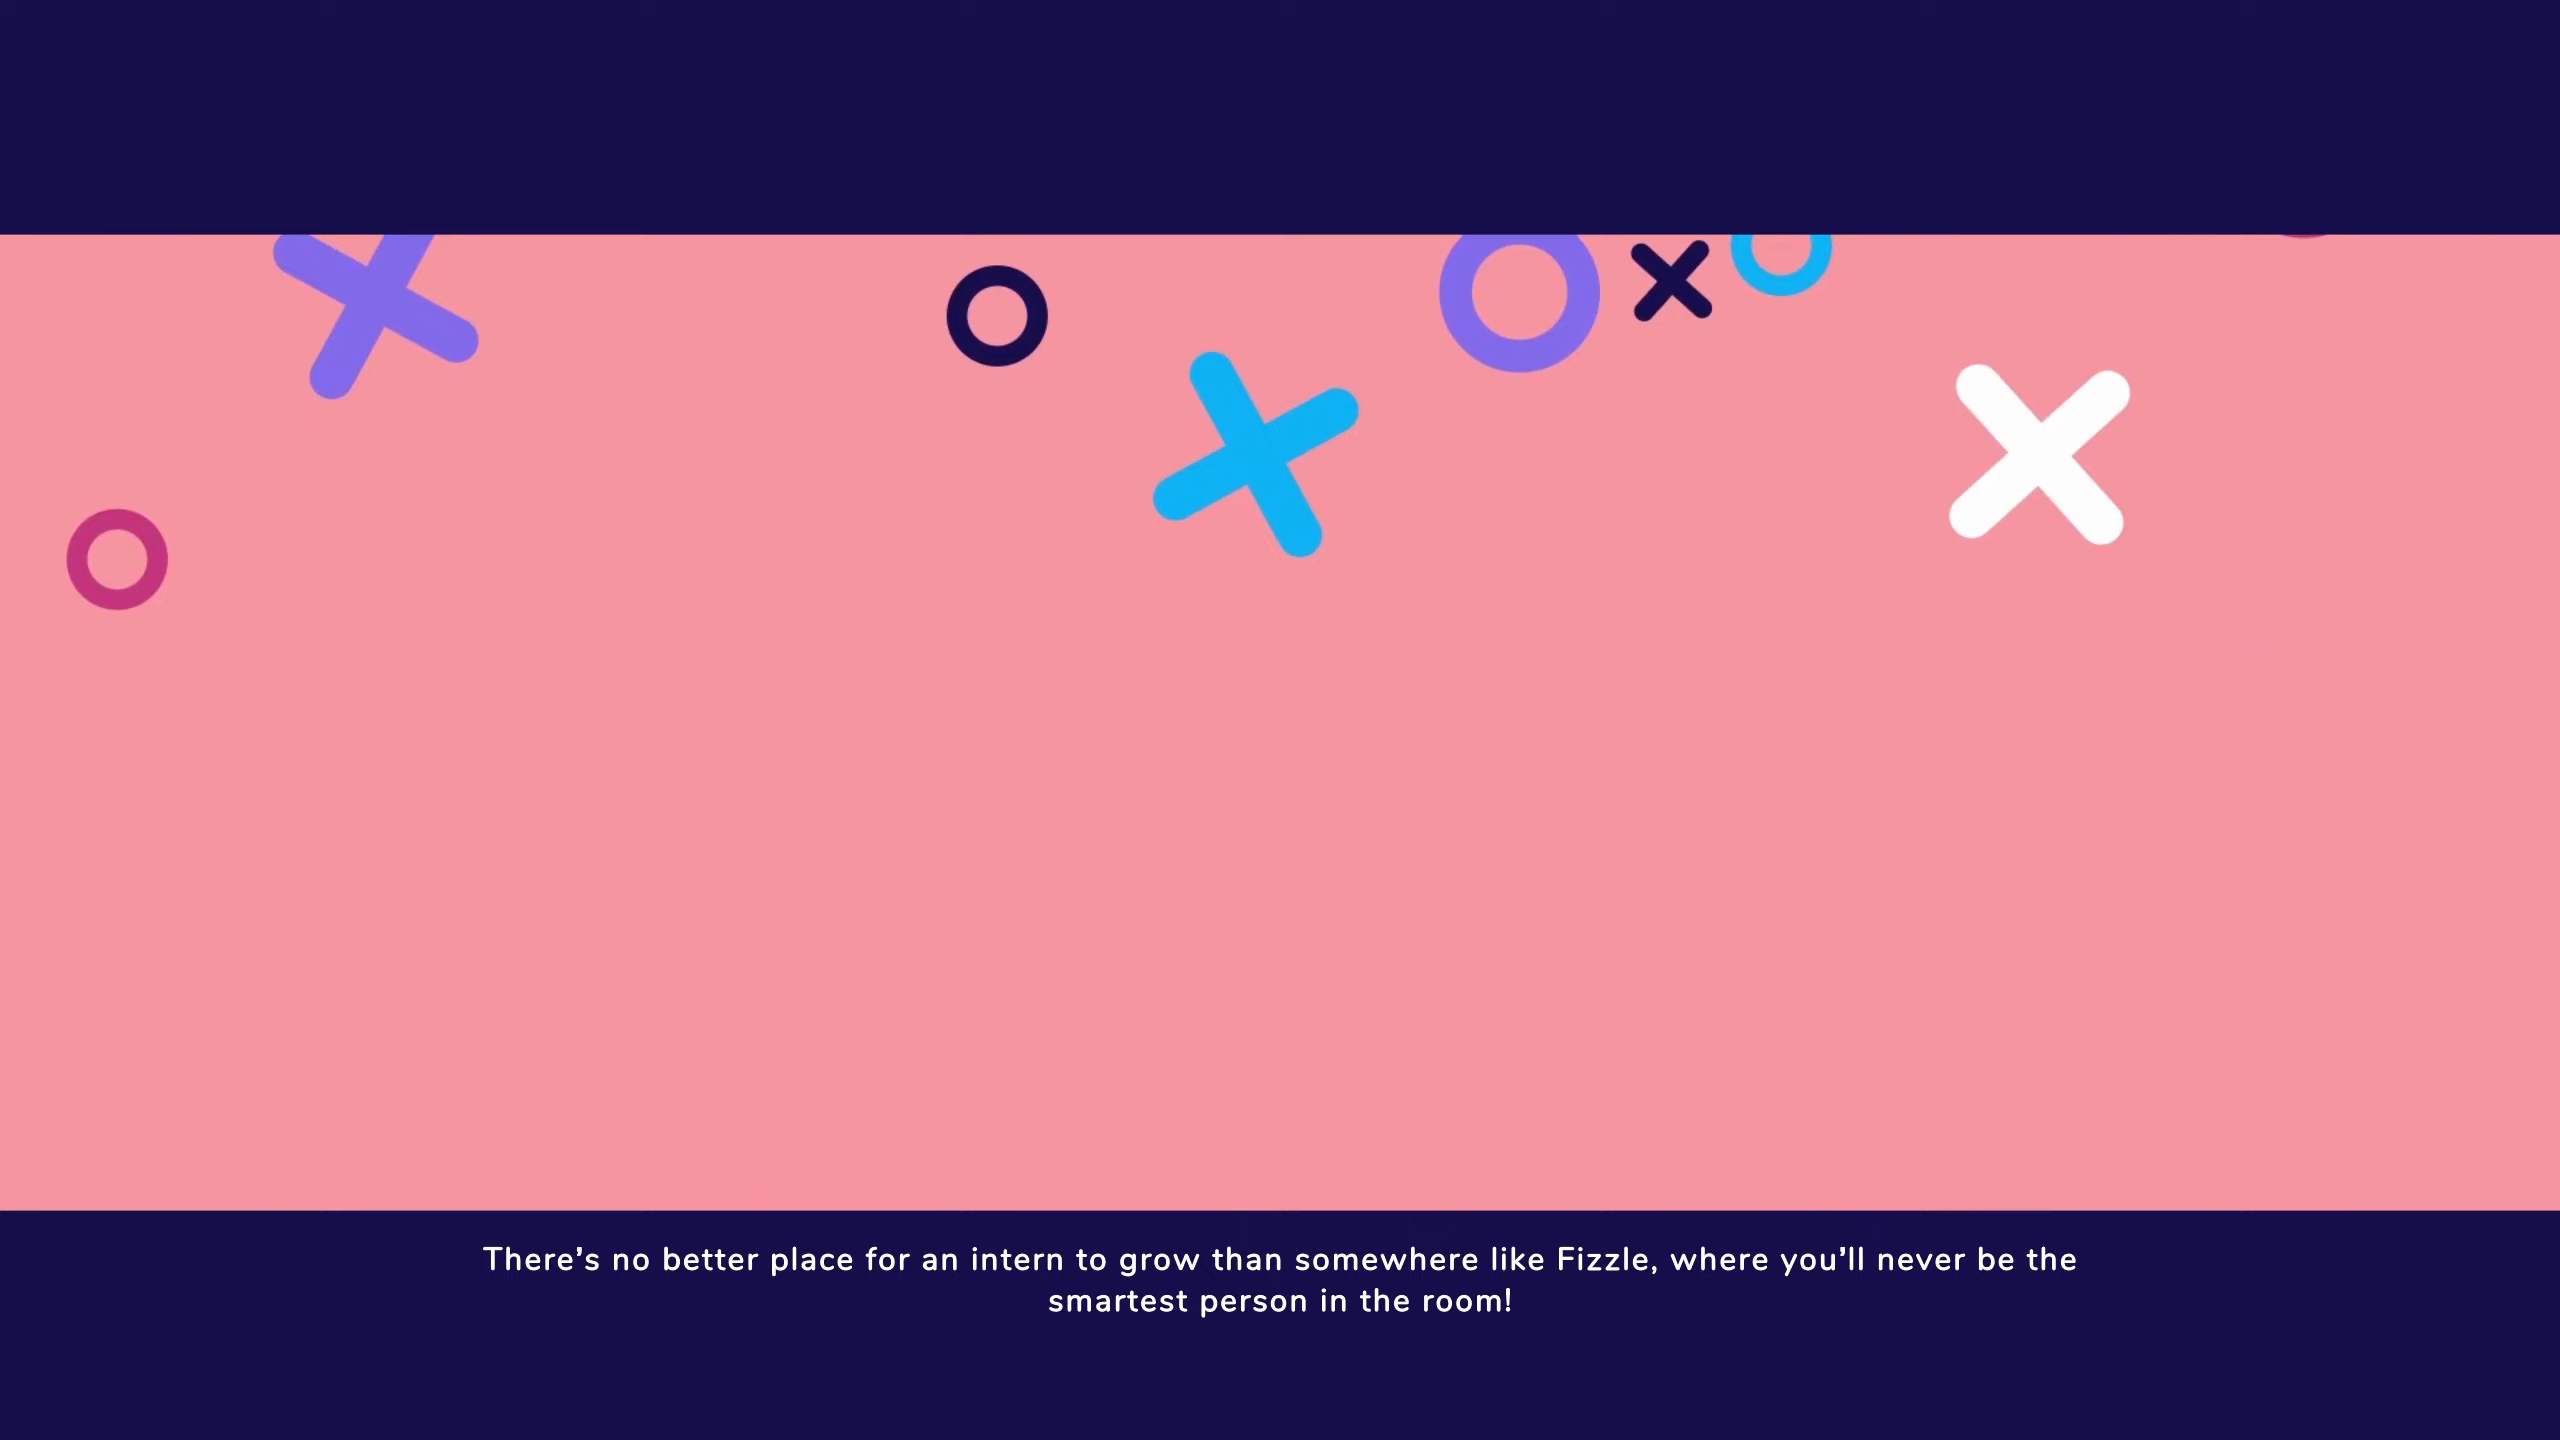 There’s no better place for an intern to grow than somewhere like Fizzle, where you’ll never be the
smartest person in the room!